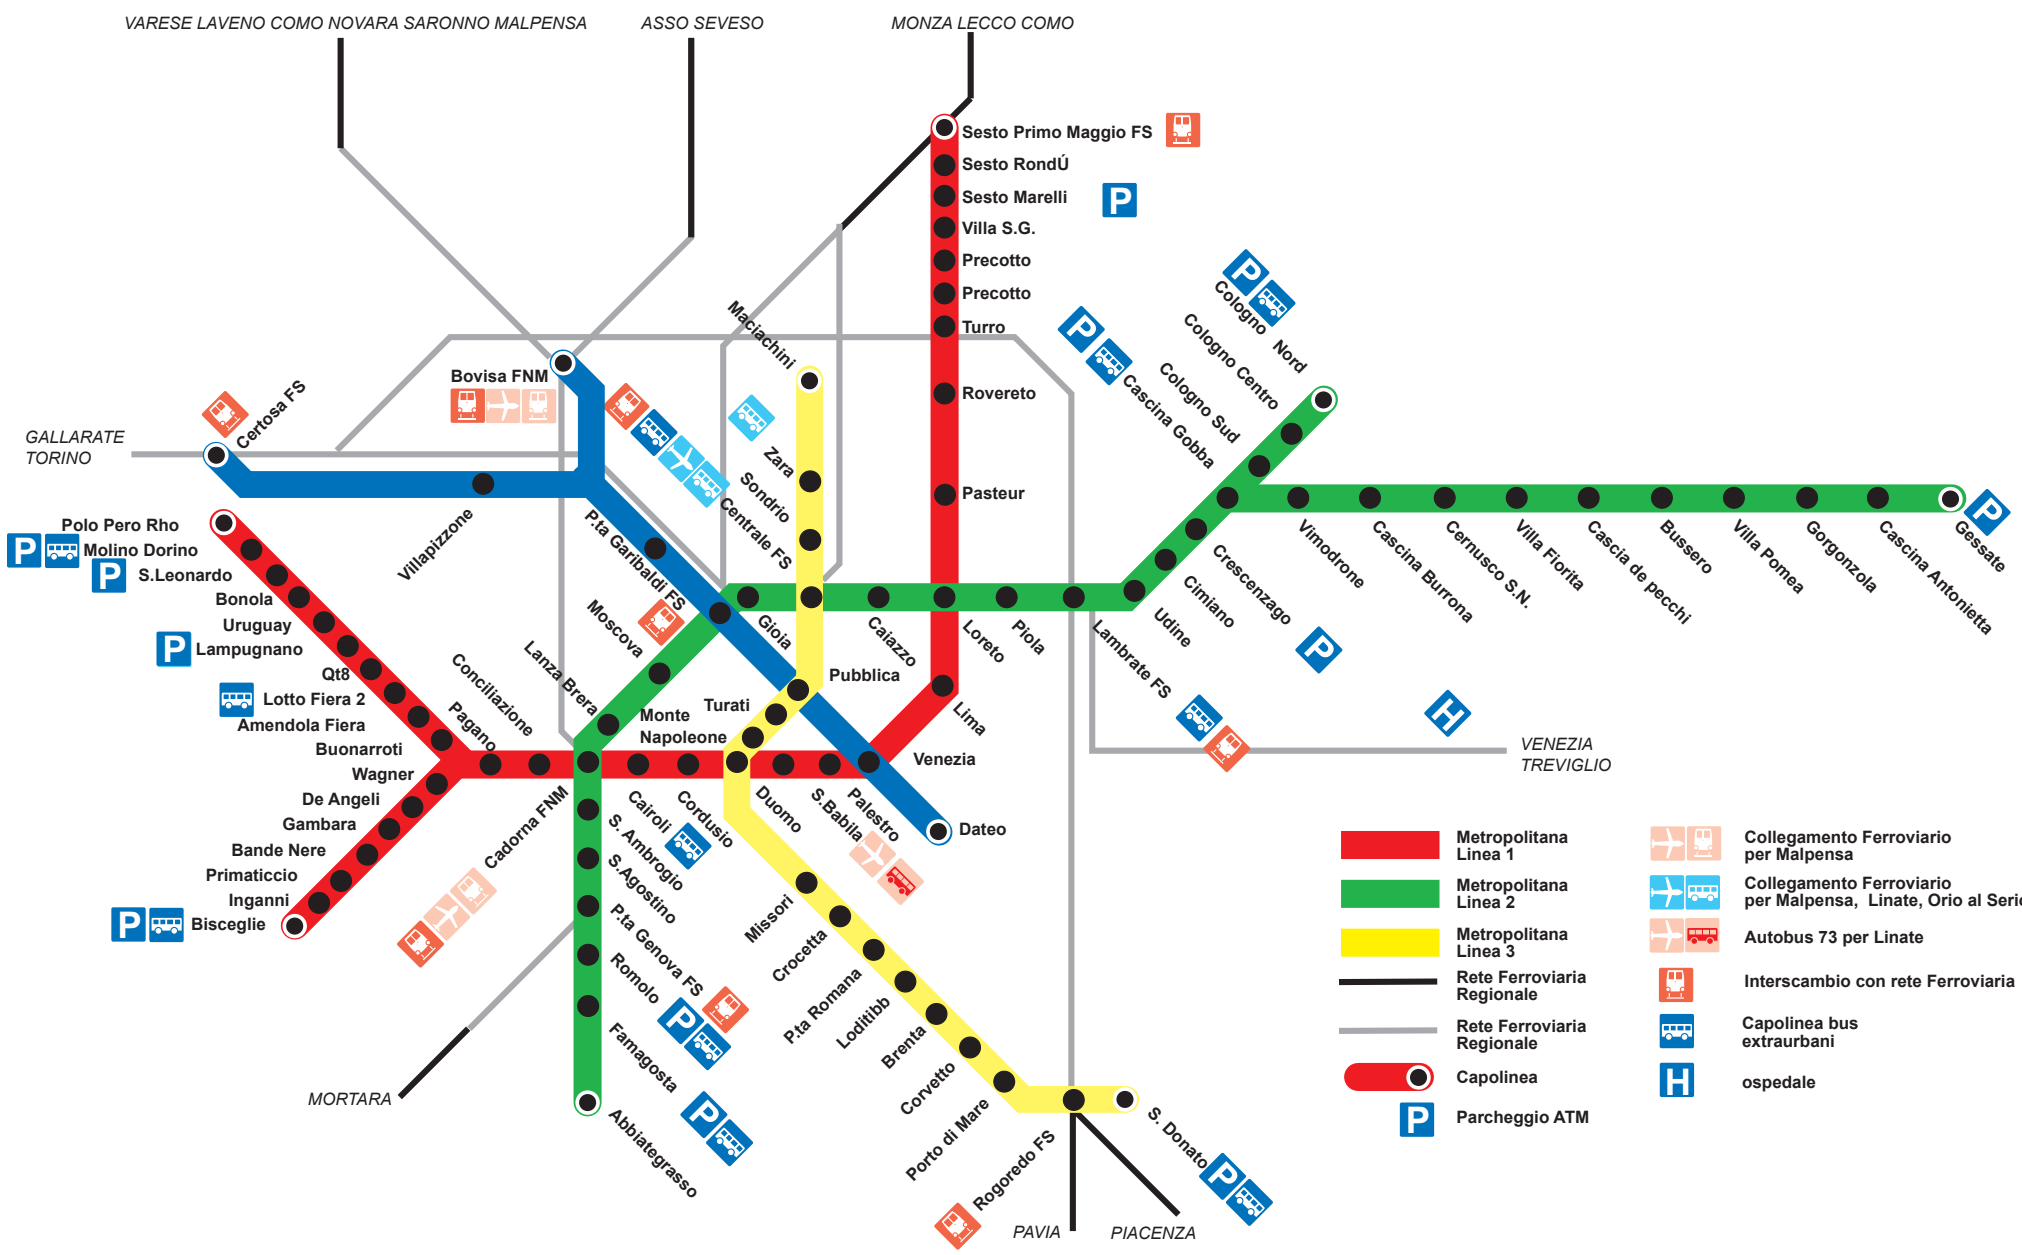 VARESE LAVENO COMO NOVARA SARONNO MALPENSA
ASSO SEVESO
MONZA LECCO COMO
Sesto Primo Maggio FS
Sesto RondÚ
Sesto Marelli
P
Villa S.G.
Precotto
Precotto
Turro
Rovereto
Pasteur
Maciachini
Zara
Sondrio
Centrale FS
Bovisa FNM
Certosa FS
GALLARATE
TORINO
Villapizzone
P.ta Garibaldi FS
P
P
Cologno
Nord
Cologno Centro
Cologno Sud
Cascina Gobba
Vimodrone
Cascina Burrona
Cernusco S.N.
Villa Fiorita
Cascia de pecchi
Bussero
Villa Pomea
Gorgonzola
Cascina Antonietta
Gessate
P
Crescenzago
P
Cimiano
Udine
Lambrate FS
H
Piola
Loreto
Caiazzo
Gioia
Moscova
Lanza Brera
Polo Pero Rho
P
Molino Dorino
P
S.Leonardo
Bonola
Uruguay
P
Lampugnano
Qt8
Lotto Fiera 2
Amendola Fiera
Buonarroti
Wagner
De Angeli
Gambara
Bande Nere
Primaticcio
Inganni
P
Bisceglie
Pagano
Conciliazione
Cadorna FNM
Cairoli
Cordusio
Duomo
S.Babila
Palestro
Venezia
Lima
Pubblica
Turati
Monte
Napoleone
Dateo
VENEZIA
TREVIGLIO
S. Ambrogio
S.Agostino
P.ta Genova FS
Romolo
P
Famagosta
P
Abbiategrasso
MORTARA
Missori
Crocetta
P.ta Romana
Loditibb
Brenta
Corvetto
Porto di Mare
Rogoredo FS
S. Donato
P
PAVIA
PIACENZA
Metropolitana
Linea 1
Metropolitana
Linea 2
Metropolitana
Linea 3
Rete Ferroviaria
Regionale
Rete Ferroviaria
Regionale
Capolinea
P
Parcheggio ATM
Collegamento Ferroviario
per Malpensa
Collegamento Ferroviario
per Malpensa, Linate, Orio al Serio
Autobus 73 per Linate
Interscambio con rete Ferroviaria
Capolinea bus
extraurbani
H
ospedale